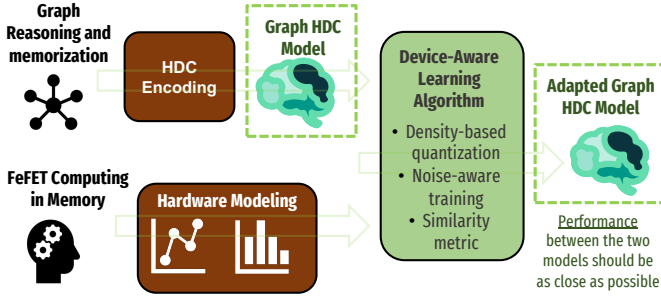 Graph
Reasoning and
memorization
HDC
Encoding
Graph HDC
Model
Device-Aware
Learning
Algorithm
• Density-based
quantization
• Noise-aware
training
• Similarity
metric
Adapted Graph
HDC Model
FeFET Computing
in Memory
Hardware Modeling
Performance
between the two
models should be
as close as possible